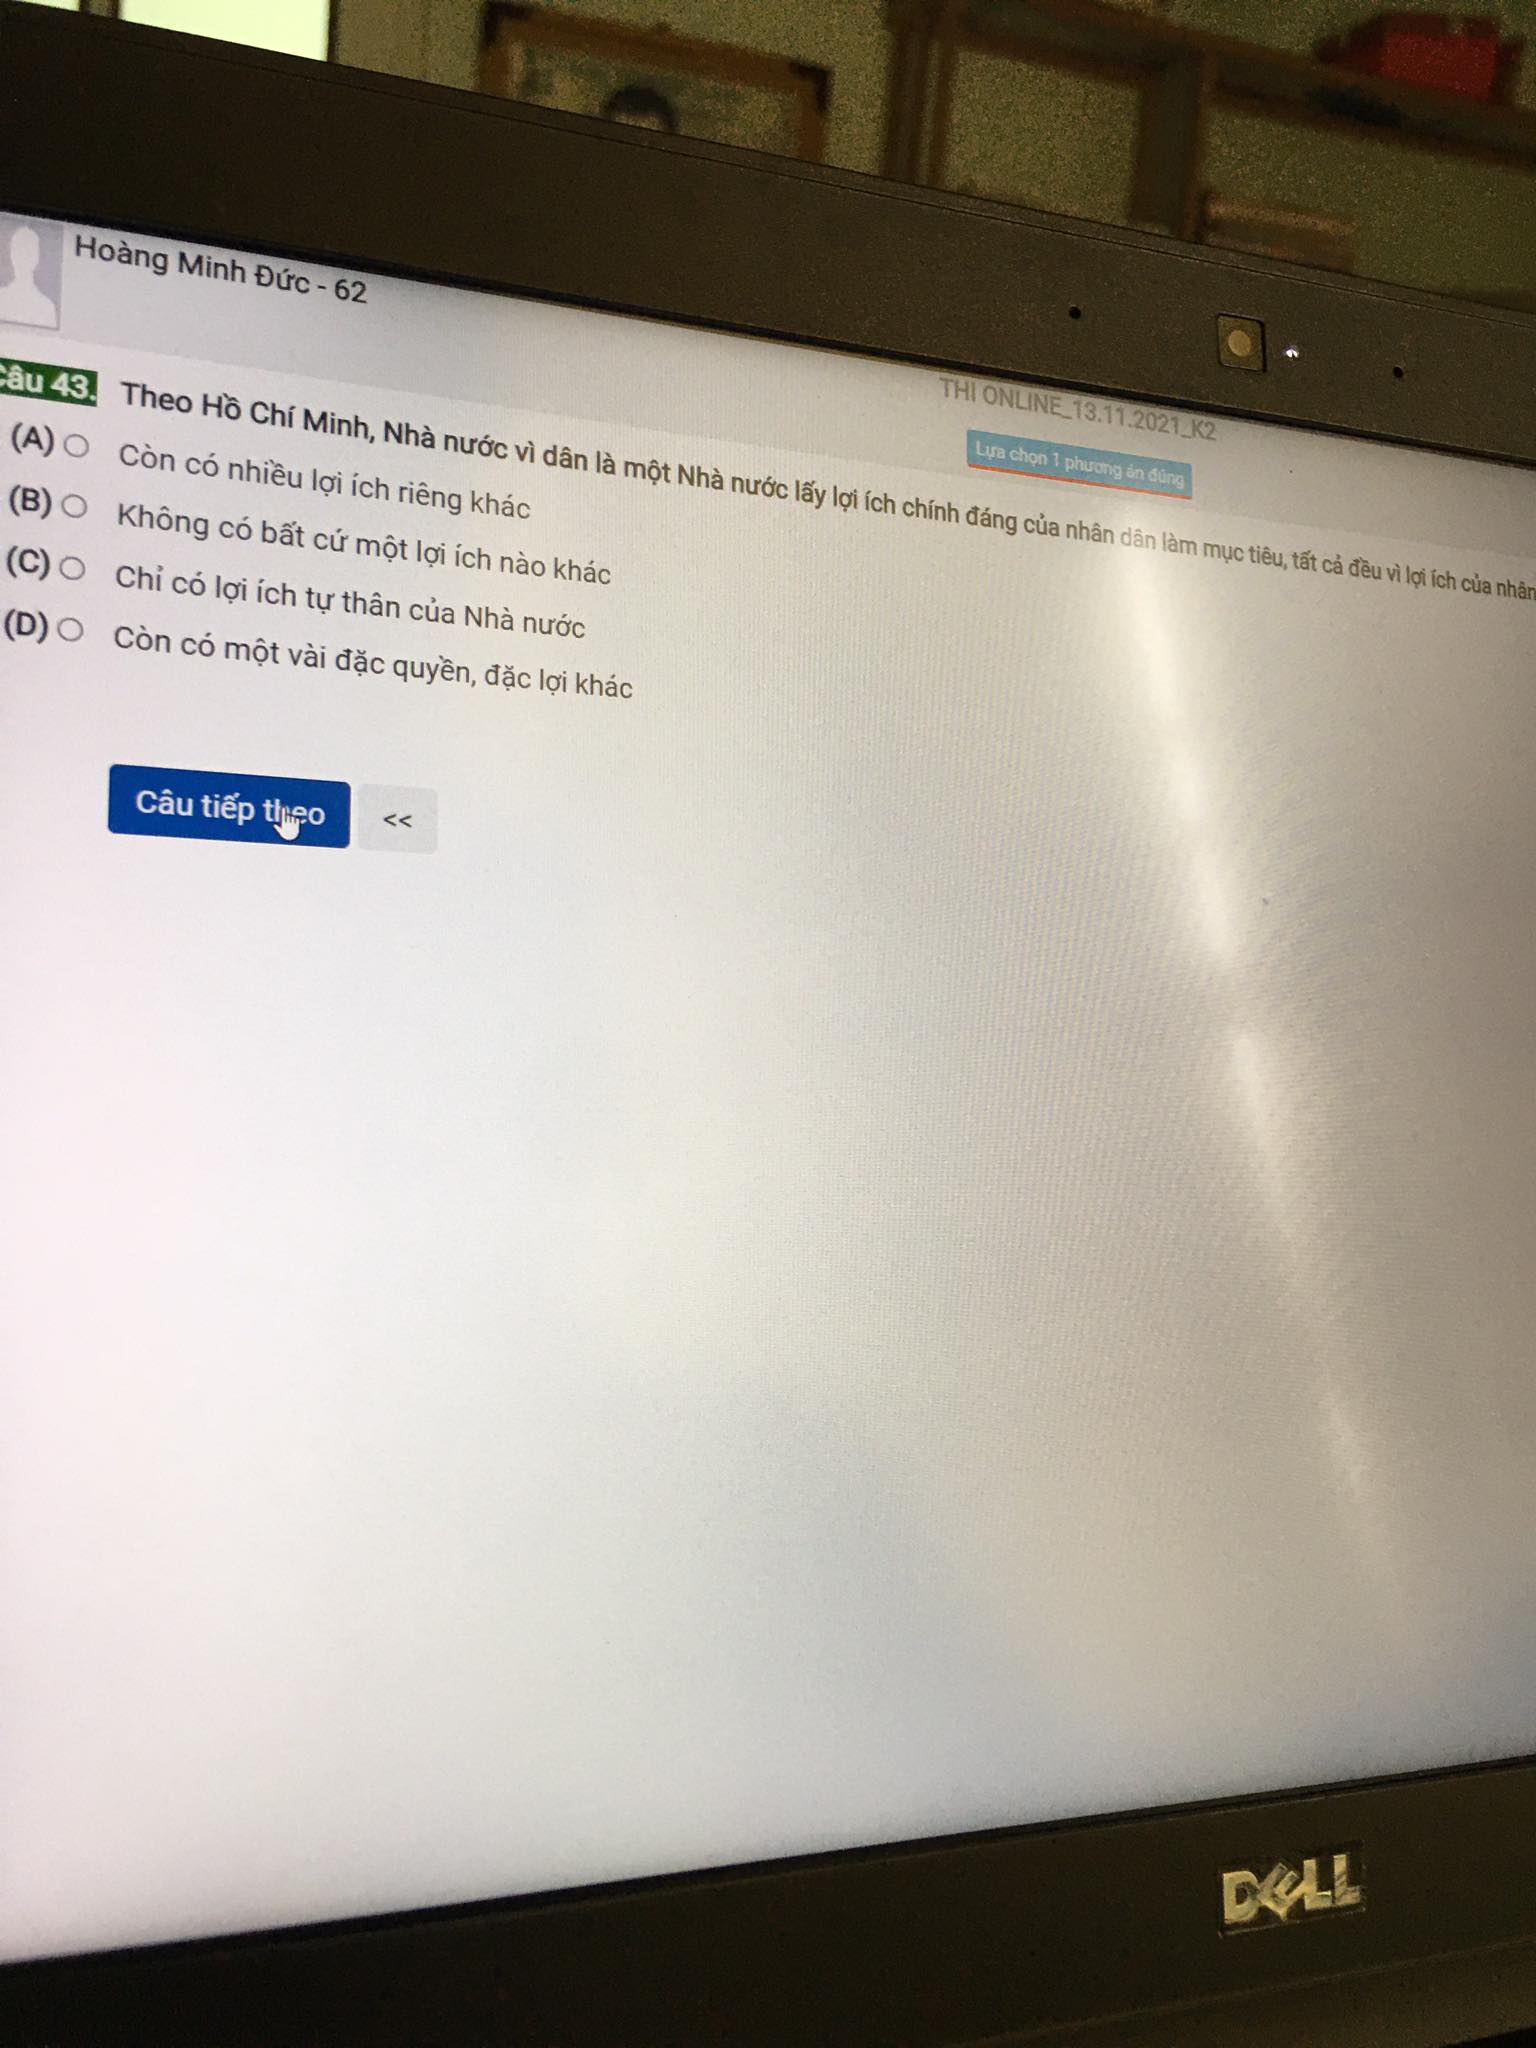 Hoàng Minh Đức - 62
THI ONLINE_13.11.2021_K2
Lựa chọn 1 phương án đúng
Câu 43. Theo Hồ Chí Minh, Nhà nước vì dân là một Nhà nước lấy lợi ích chính đáng của nhân dân làm mục tiêu, tất cả đều vì lợi ích của nhân
(A) Còn có nhiều lợi ích riêng khác
(B) Không có bất cứ một lợi ích nào khác
(C) Chỉ có lợi ích tự thân của Nhà nước
(D) Còn có một vài đặc quyền, đặc lợi khác
Câu tiếp theo <<
DELL